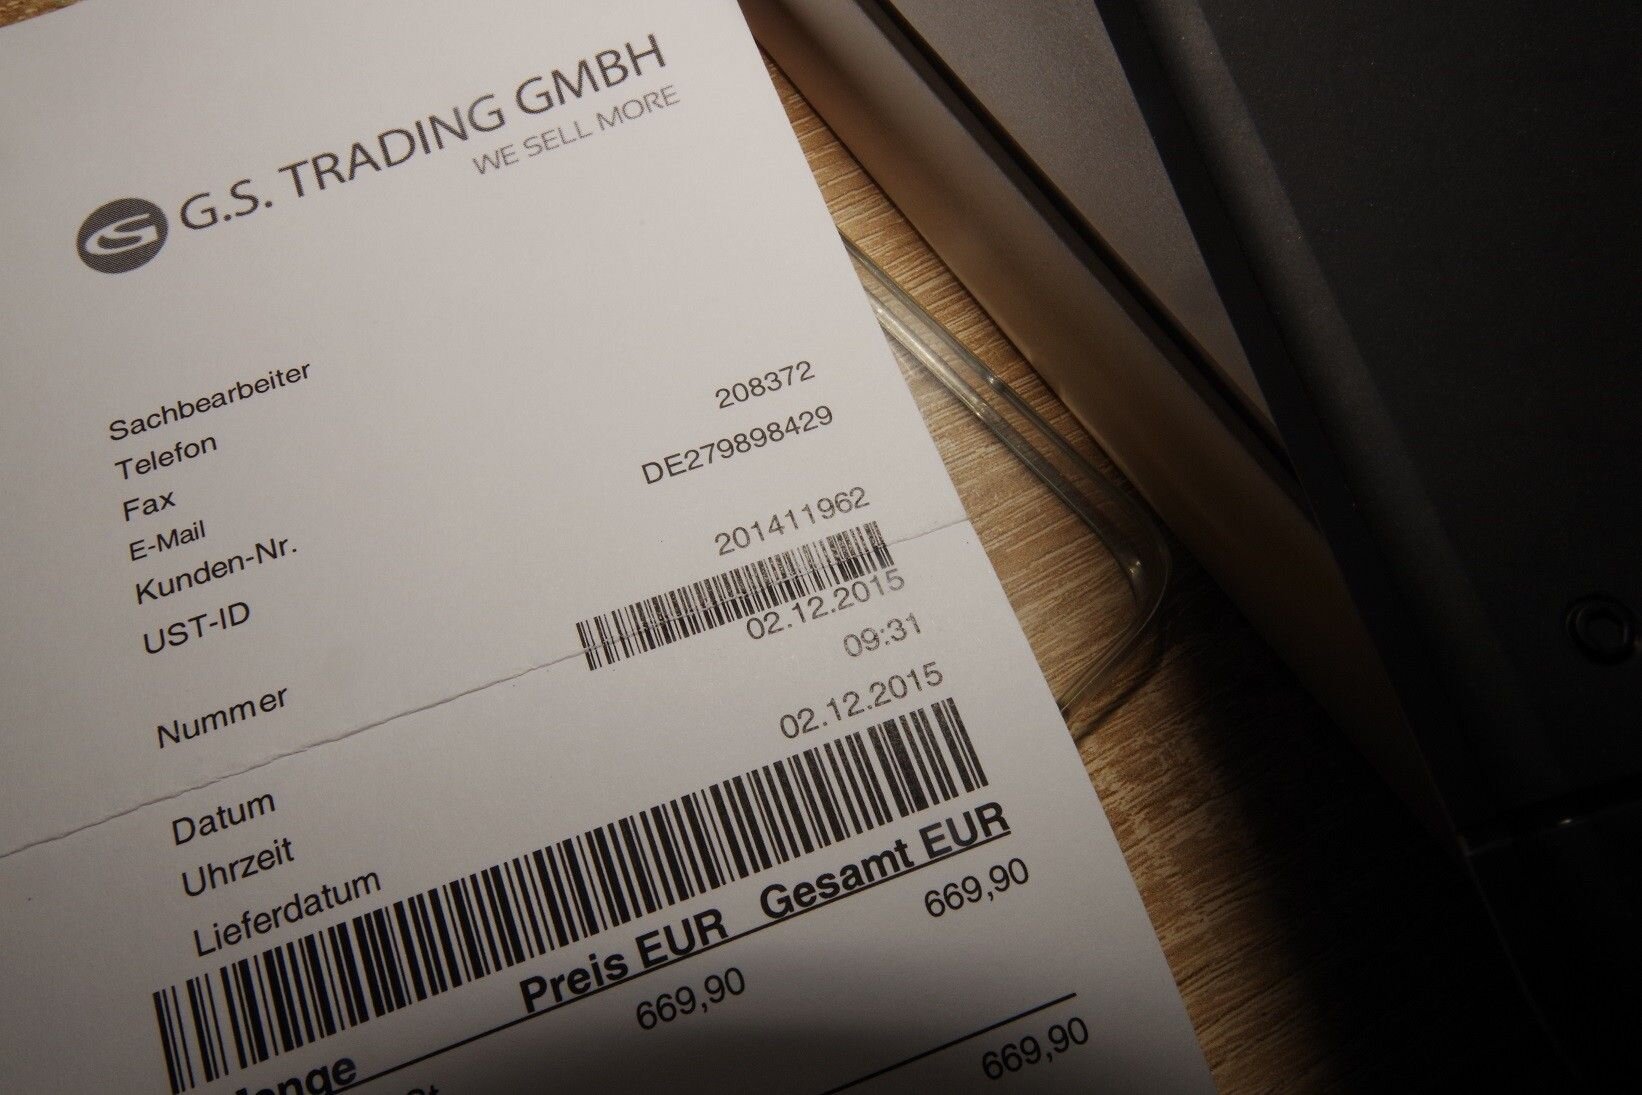 G.S. TRADING GMBH
WE SELL MORE
Sachbearbeiter
Telefon
Fax
E-Mail
Kunden-Nr. 208372
UST-ID DE279898429
Nummer 201411962
Datum 02.12.2015
Uhrzeit 09:31
Lieferdatum 02.12.2015
Preis EUR Gesamt EUR
669,90 669,90
669,90